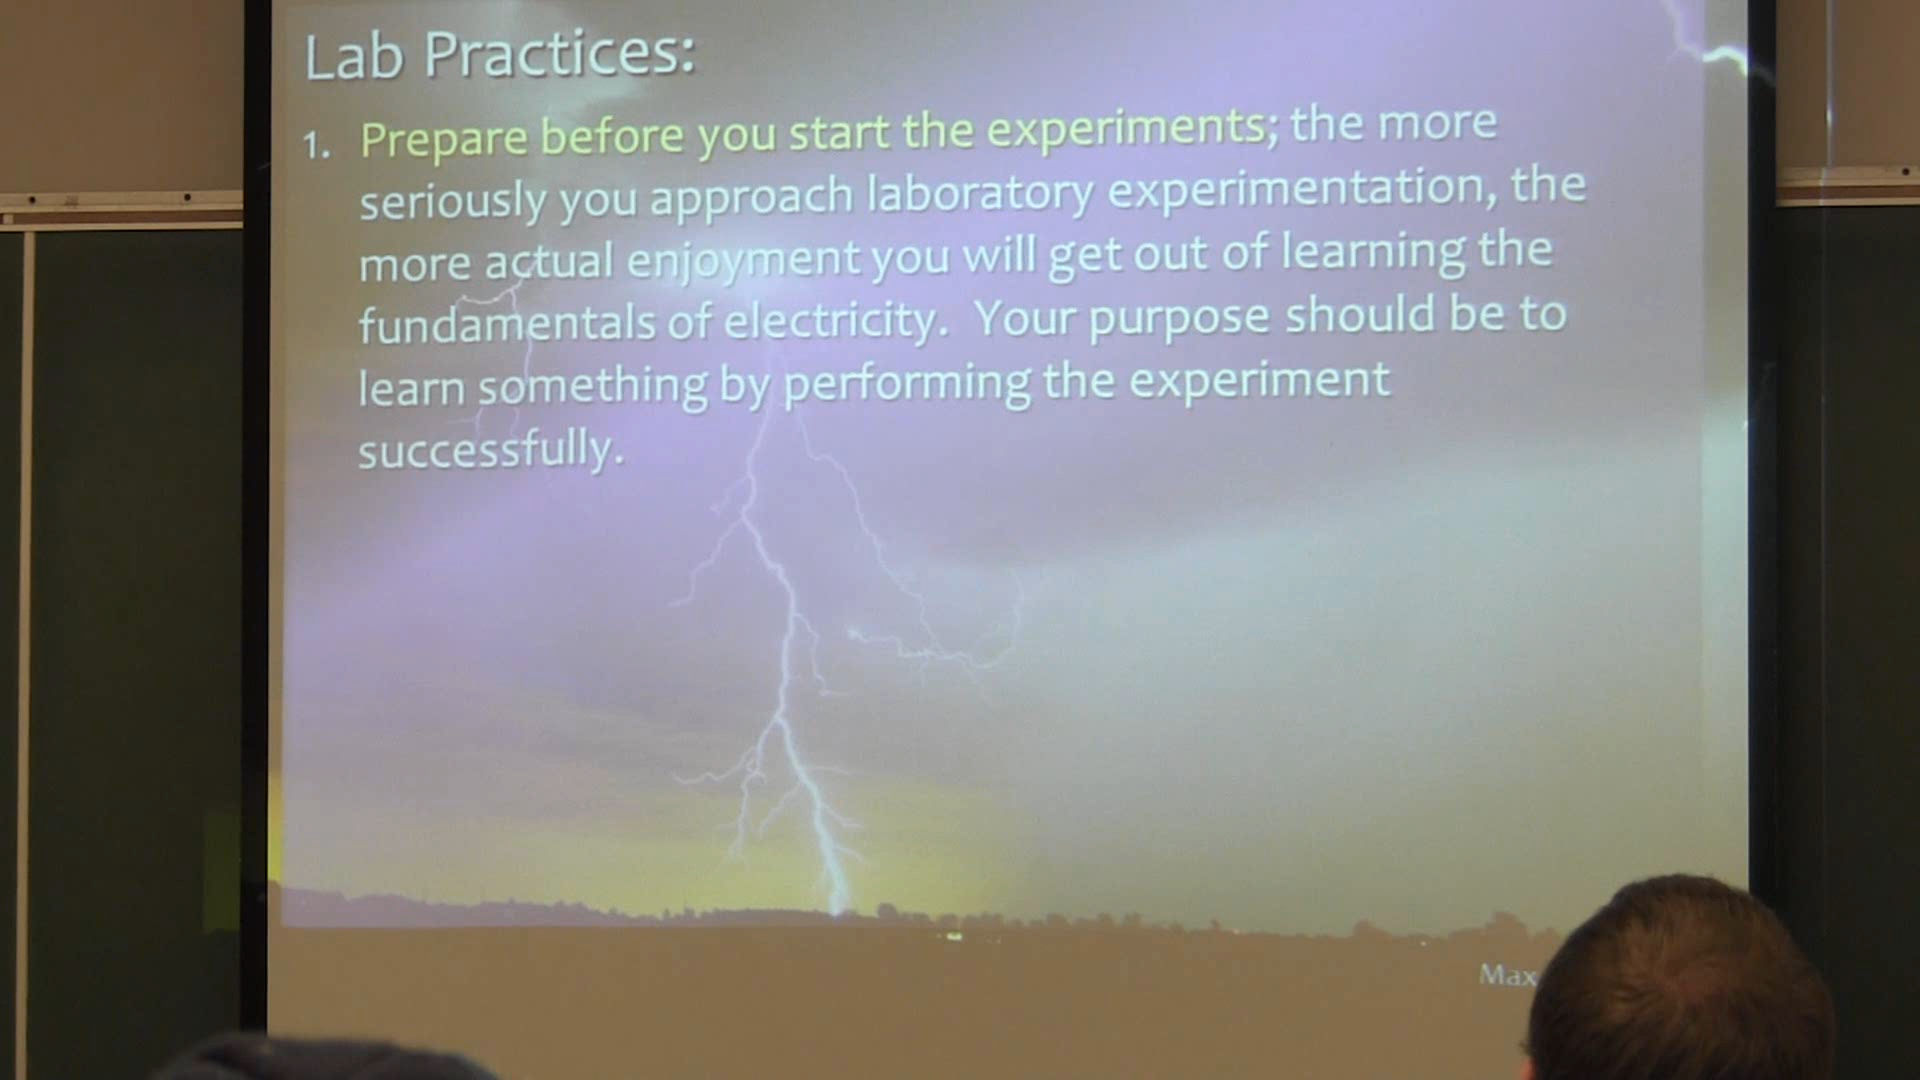 Lab Practices:
1. Prepare before you start the experiments; the more
seriously you approach laboratory experimentation, the
more actual enjoyment you will get out of learning the
fundamentals of electricity. Your purpose should be to
learn something by performing the experiment
successfully.
Max